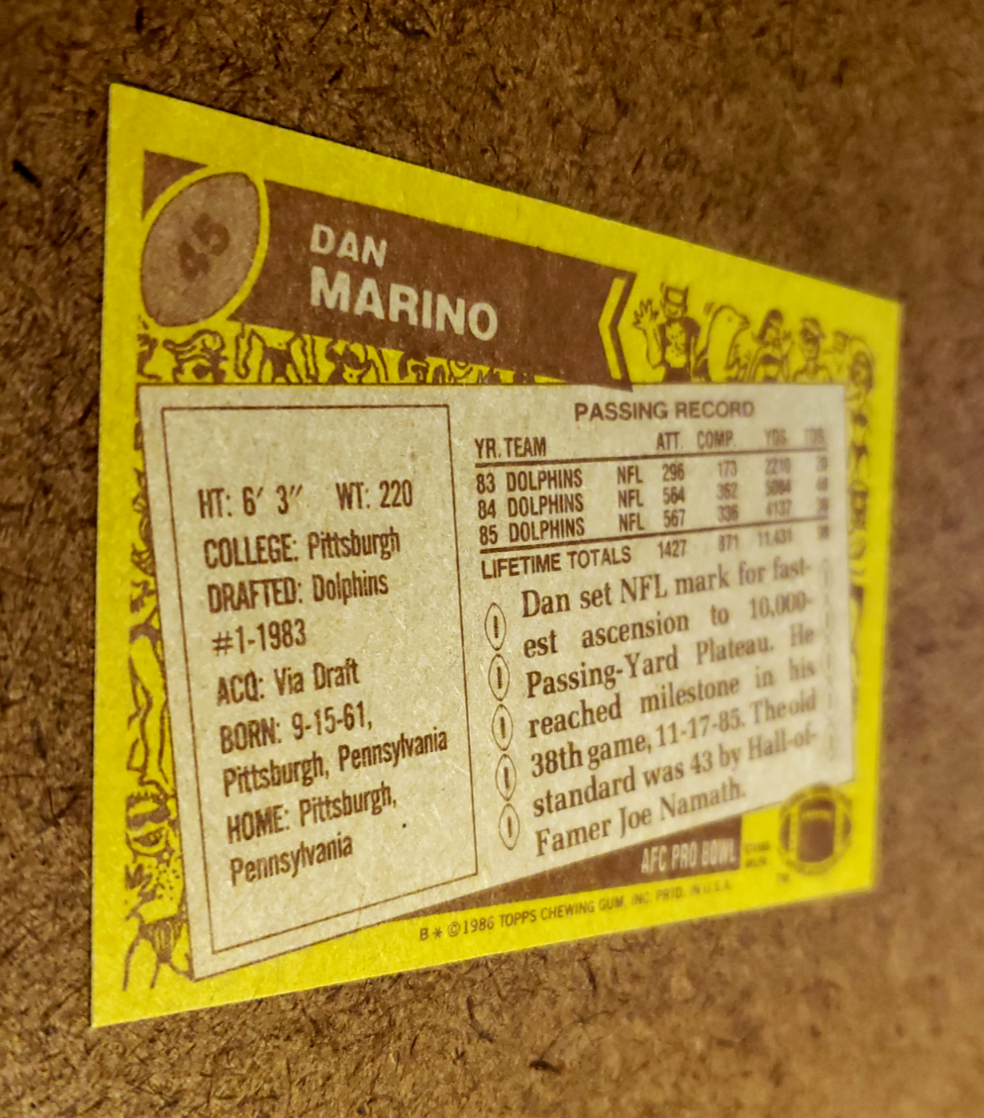 45
DAN
MARINO
HT: 6′ 3″ WT: 220
COLLEGE: Pittsburgh
DRAFTED: Dolphins
#1-1983
ACQ: Via Draft
BORN: 9-15-61,
Pittsburgh, Pennsylvania
HOME: Pittsburgh,
Pennsylvania
PASSING RECORD
YR. TEAM ATT. COMP. YDS. TDS.
83 DOLPHINS NFL 296 173 2210 20
84 DOLPHINS NFL 564 362 5084 48
85 DOLPHINS NFL 567 336 4137 30
LIFETIME TOTALS 1427 871 11,431
Dan set NFL mark for fast-
est ascension to 10,000-
Passing-Yard Plateau. He
reached milestone in his
38th game, 11-17-85. The old
standard was 43 by Hall-of-
Famer Joe Namath.
AFC PRO BOWL
B* ©1986 TOPPS CHEWING GUM, INC. PRTD. IN U.S.A.
TM